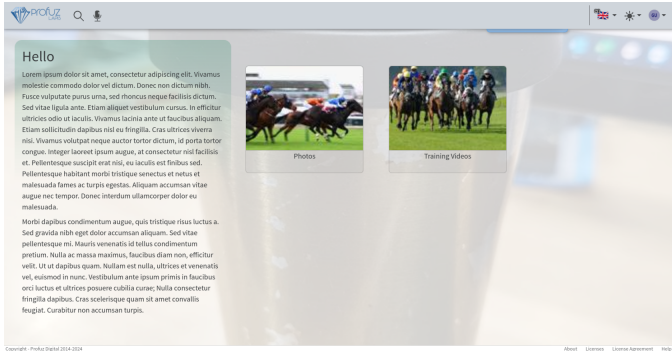 Profuz
LAPIS
Hello
Lorem ipsum dolor sit amet, consectetur adipiscing elit. Vivamus
molestie commodo dolor vel dictum. Donec non dictum nibh.
Fusce vulputate purus urna, sed rhoncus neque facilisis dictum.
Sed vitae ligula ante. Etiam aliquet vestibulum cursus. In efficitur
ultricies odio ut iaculis. Vivamus lacinia ante ut faucibus aliquam.
Etiam sollicitudin dapibus nisl eu fringilla. Cras ultrices viverra
nisi. Vivamus volutpat neque auctor tortor dictum, id porta tortor
congue. Integer laoreet ipsum augue, at consectetur nisl facilisis
et. Pellentesque suscipit erat nisi, eu iaculis est finibus sed.
Pellentesque habitant morbi tristique senectus et netus et
malesuada fames ac turpis egestas. Aliquam accumsan vitae
augue nec tempor. Donec interdum ullamcorper dolor eu
malesuada.
Morbi dapibus condimentum augue, quis tristique risus luctus a.
Sed gravida nibh eget dolor accumsan aliquam. Sed vitae
pellentesque mi. Mauris venenatis id tellus condimentum
pretium. Nulla ac massa maximus, faucibus diam non, efficitur
velit. Ut ut dapibus quam. Nullam est nulla, ultrices et venenatis
vel, euismod in nunc. Vestibulum ante ipsum primis in faucibus
orci luctus et ultrices posuere cubilia curae; Nulla consectetur
fringilla dapibus. Cras scelerisque quam sit amet convallis
feugiat. Curabitur non accumsan turpis.
Photos
Training Videos
Copyright - Profuz Digital 2014-2024
About Licenses License Agreement Help